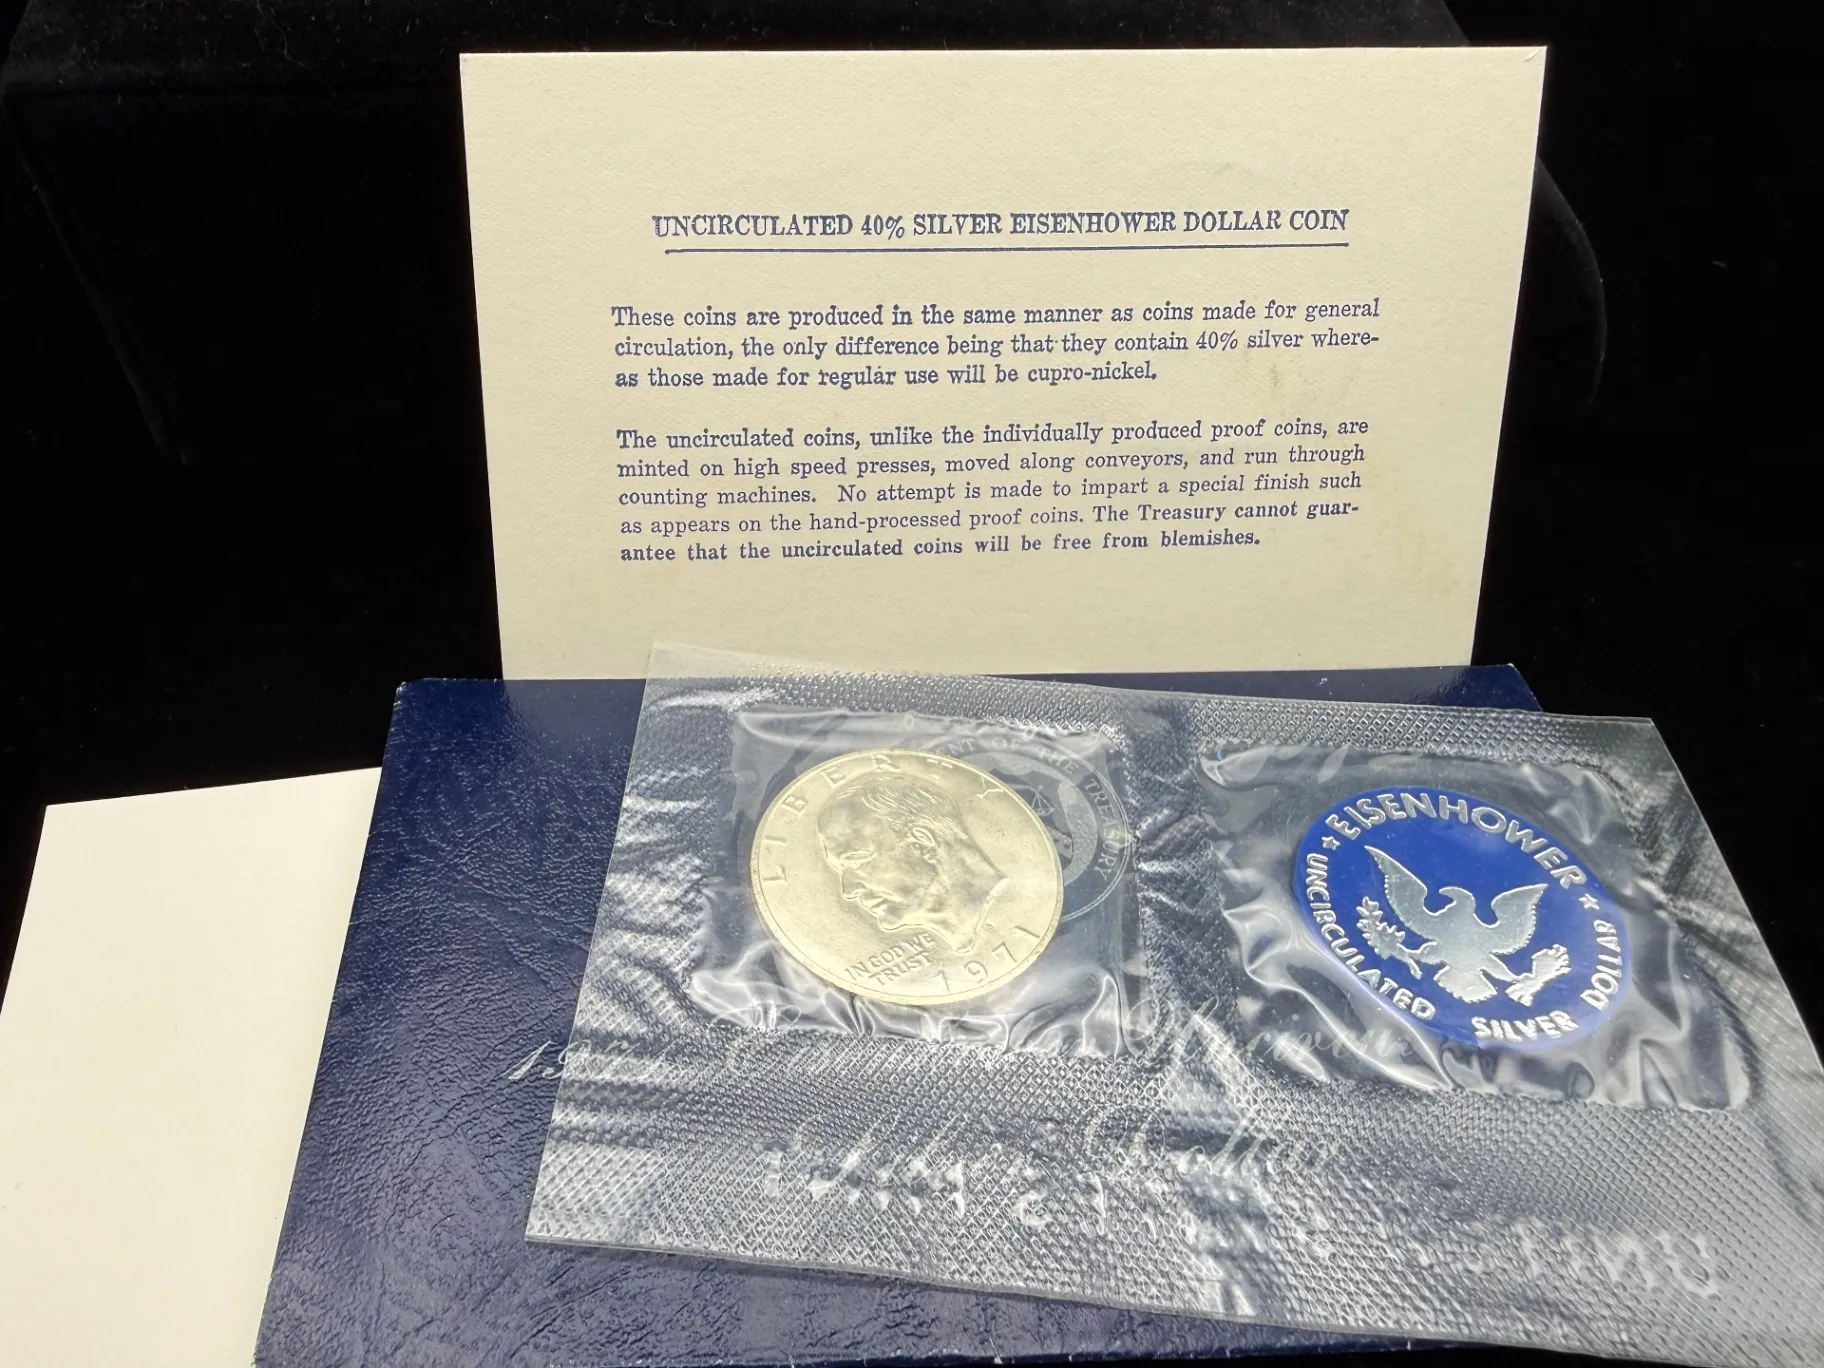 UNCIRCULATED 40% SILVER EISENHOWER DOLLAR COIN
These coins are produced in the same manner as coins made for general
circulation, the only difference being that they contain 40% silver where-
as those made for regular use will be cupro-nickel.
The uncirculated coins, unlike the individually produced proof coins, are
minted on high speed presses, moved along conveyors, and run through
counting machines. No attempt is made to impart a special finish such
as appears on the hand-processed proof coins. The Treasury cannot guar-
antee that the uncirculated coins will be free from blemishes.
LIBERTY
IN GOD WE
TRUST
1971
OF THE TREASURY
EISENHOWER
UNCIRCULATED SILVER DOLLAR
Dollar